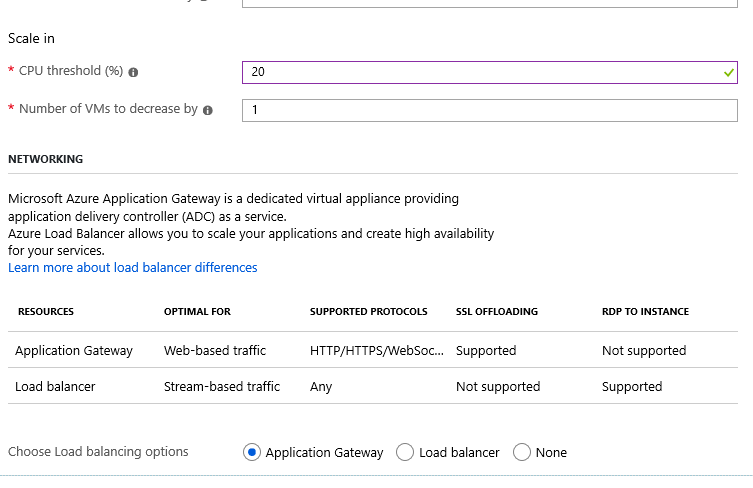 Scale in
* CPU threshold (%)
20
* Number of VMs to decrease by
1
NETWORKING
Microsoft Azure Application Gateway is a dedicated virtual appliance providing
application delivery controller (ADC) as a service.
Azure Load Balancer allows you to scale your applications and create high availability
for your services.
Learn more about load balancer differences
RESOURCES OPTIMAL FOR SUPPORTED PROTOCOLS SSL OFFLOADING RDP TO INSTANCE
Application Gateway Web-based traffic HTTP/HTTPS/WebSoc... Supported Not supported
Load balancer Stream-based traffic Any Not supported Supported
Choose Load balancing options Application Gateway Load balancer None